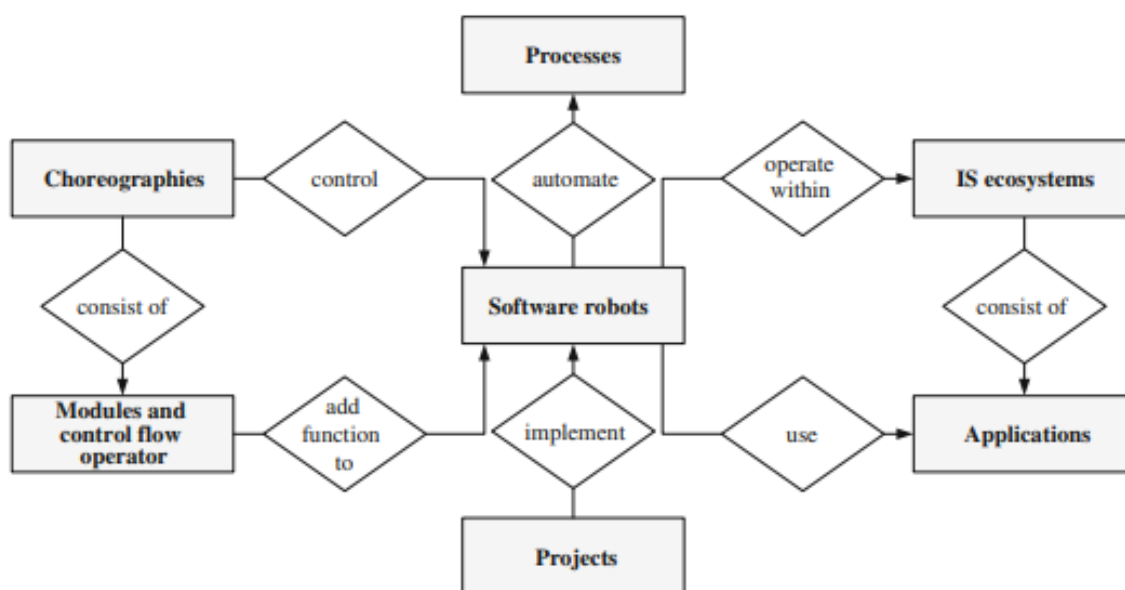 Processes
Choreographies
control
automate
operate
within
IS ecosystems
consist of
Software robots
consist of
Modules and
control flow
operator
add
function
to
implement
use
Applications
Projects